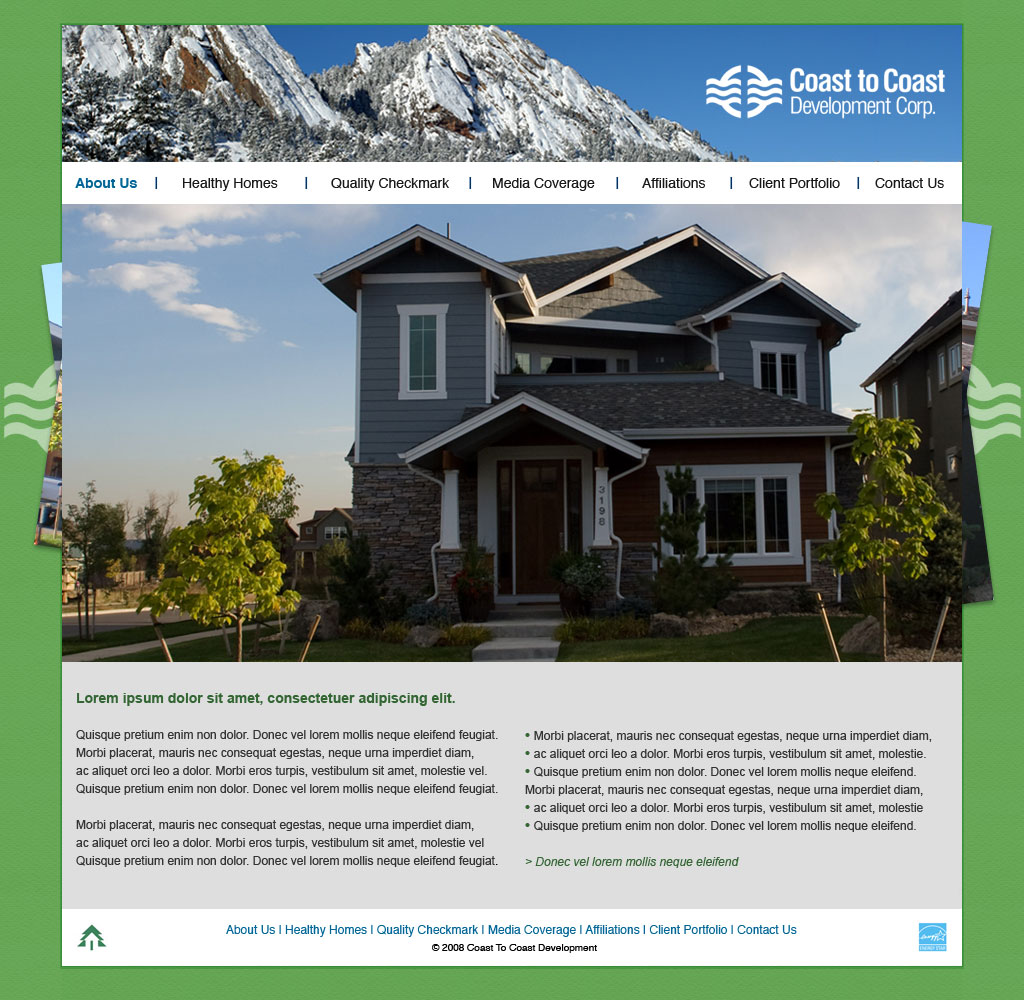 Coast to Coast
Development Corp.
About Us | Healthy Homes | Quality Checkmark | Media Coverage | Affiliations | Client Portfolio | Contact Us
3198
Lorem ipsum dolor sit amet, consectetuer adipiscing elit.
Quisque pretium enim non dolor. Donec vel lorem mollis neque eleifend feugiat.
Morbi placerat, mauris nec consequat egestas, neque urna imperdiet diam,
ac aliquet orci leo a dolor. Morbi eros turpis, vestibulum sit amet, molestie vel.
Quisque pretium enim non dolor. Donec vel lorem mollis neque eleifend feugiat.
Morbi placerat, mauris nec consequat egestas, neque urna imperdiet diam,
ac aliquet orci leo a dolor. Morbi eros turpis, vestibulum sit amet, molestie vel
Quisque pretium enim non dolor. Donec vel lorem mollis neque eleifend feugiat.
• Morbi placerat, mauris nec consequat egestas, neque urna imperdiet diam,
• ac aliquet orci leo a dolor. Morbi eros turpis, vestibulum sit amet, molestie.
• Quisque pretium enim non dolor. Donec vel lorem mollis neque eleifend.
Morbi placerat, mauris nec consequat egestas, neque urna imperdiet diam,
• ac aliquet orci leo a dolor. Morbi eros turpis, vestibulum sit amet, molestie
• Quisque pretium enim non dolor. Donec vel lorem mollis neque eleifend.
> Donec vel lorem mollis neque eleifend
About Us | Healthy Homes | Quality Checkmark | Media Coverage | Affiliations | Client Portfolio | Contact Us
© 2008 Coast To Coast Development
ENERGY STAR